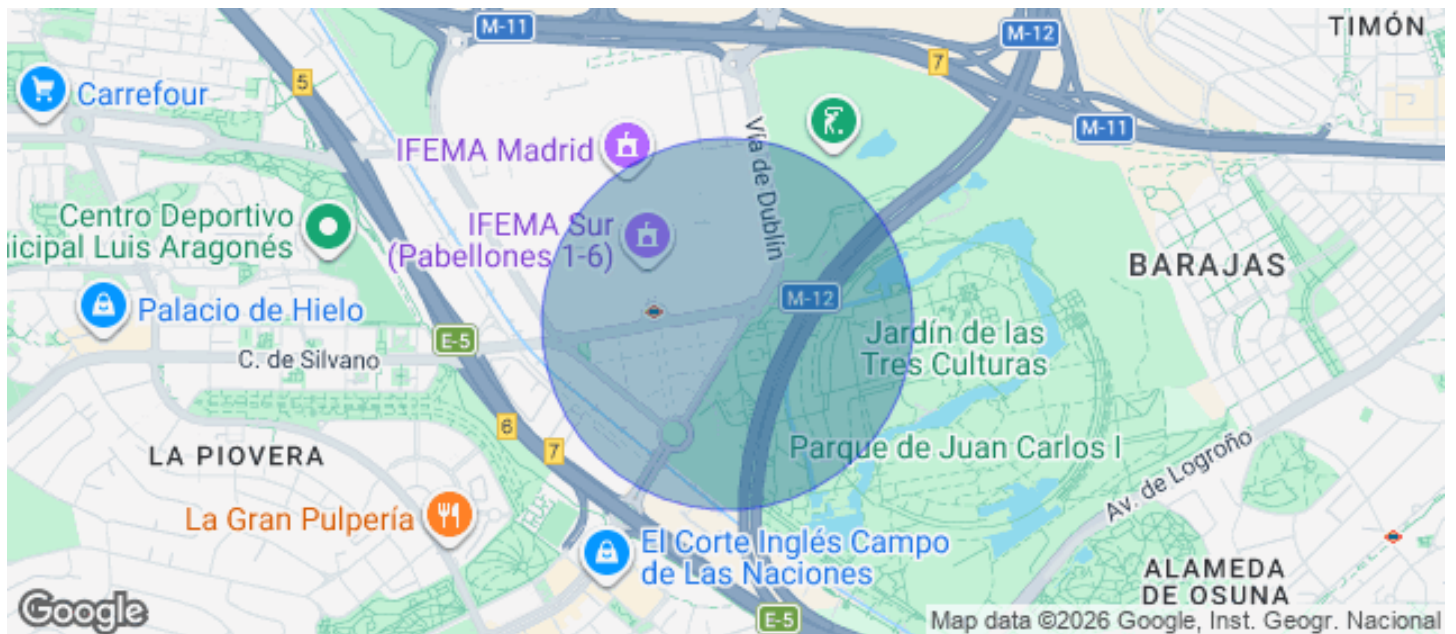 M-11
M-12
TIMÓN
5
7
Carrefour
M-11
IFEMA Madrid
Vía de Dublín
Centro Deportivo
nicipal Luis Aragonés
IFEMA Sur
(Pabellones 1-6)
BARAJAS
M-12
Palacio de Hielo
E-5
C. de Silvano
Jardín de las
Tres Culturas
6
7
LA PIOVERA
Parque de Juan Carlos I
Av. de Logroño
La Gran Pulpería
El Corte Inglés Campo
de Las Naciones
ALAMEDA
DE OSUNA
Google
E-5
Map data ©2026 Google, Inst. Geogr. Nacional